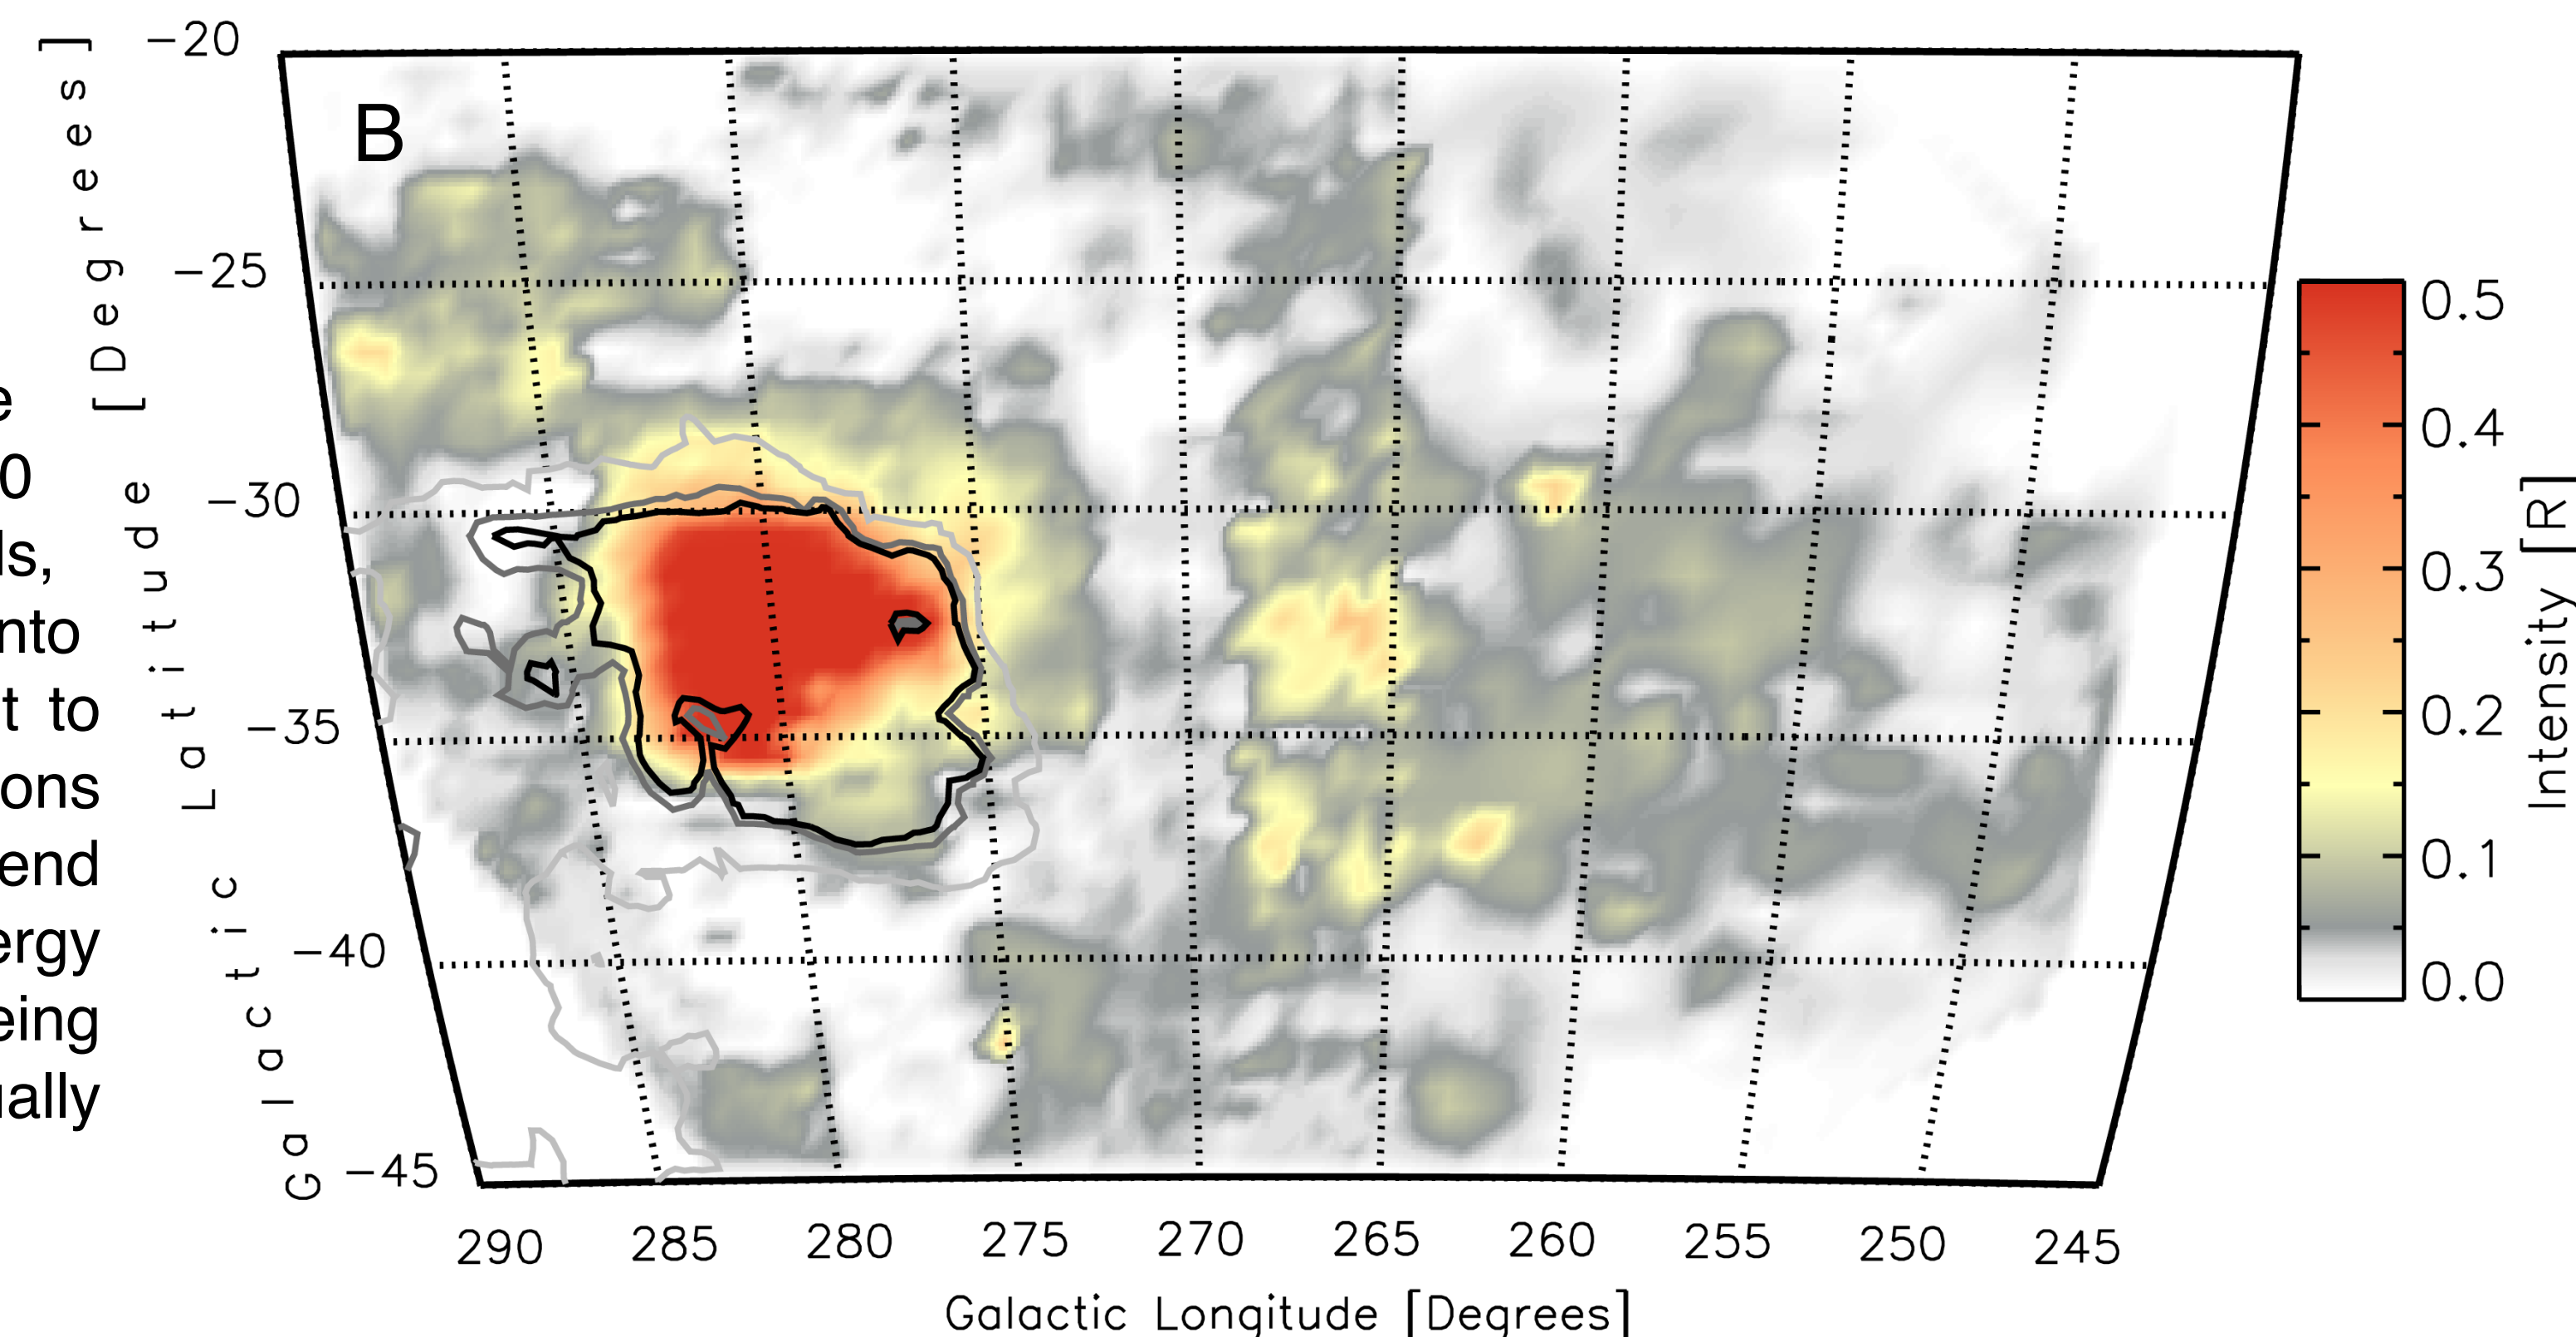 -20
-25
-30
-35
-40
-45
Galactic Latitude [Degrees]
B
e
0
nto
t to
ons
end
ergy
eing
ually
0.5
0.4
0.3
0.2
0.1
0.0
Intensity [R]
290 285 280 275 270 265 260 255 250 245
Galactic Longitude [Degrees]